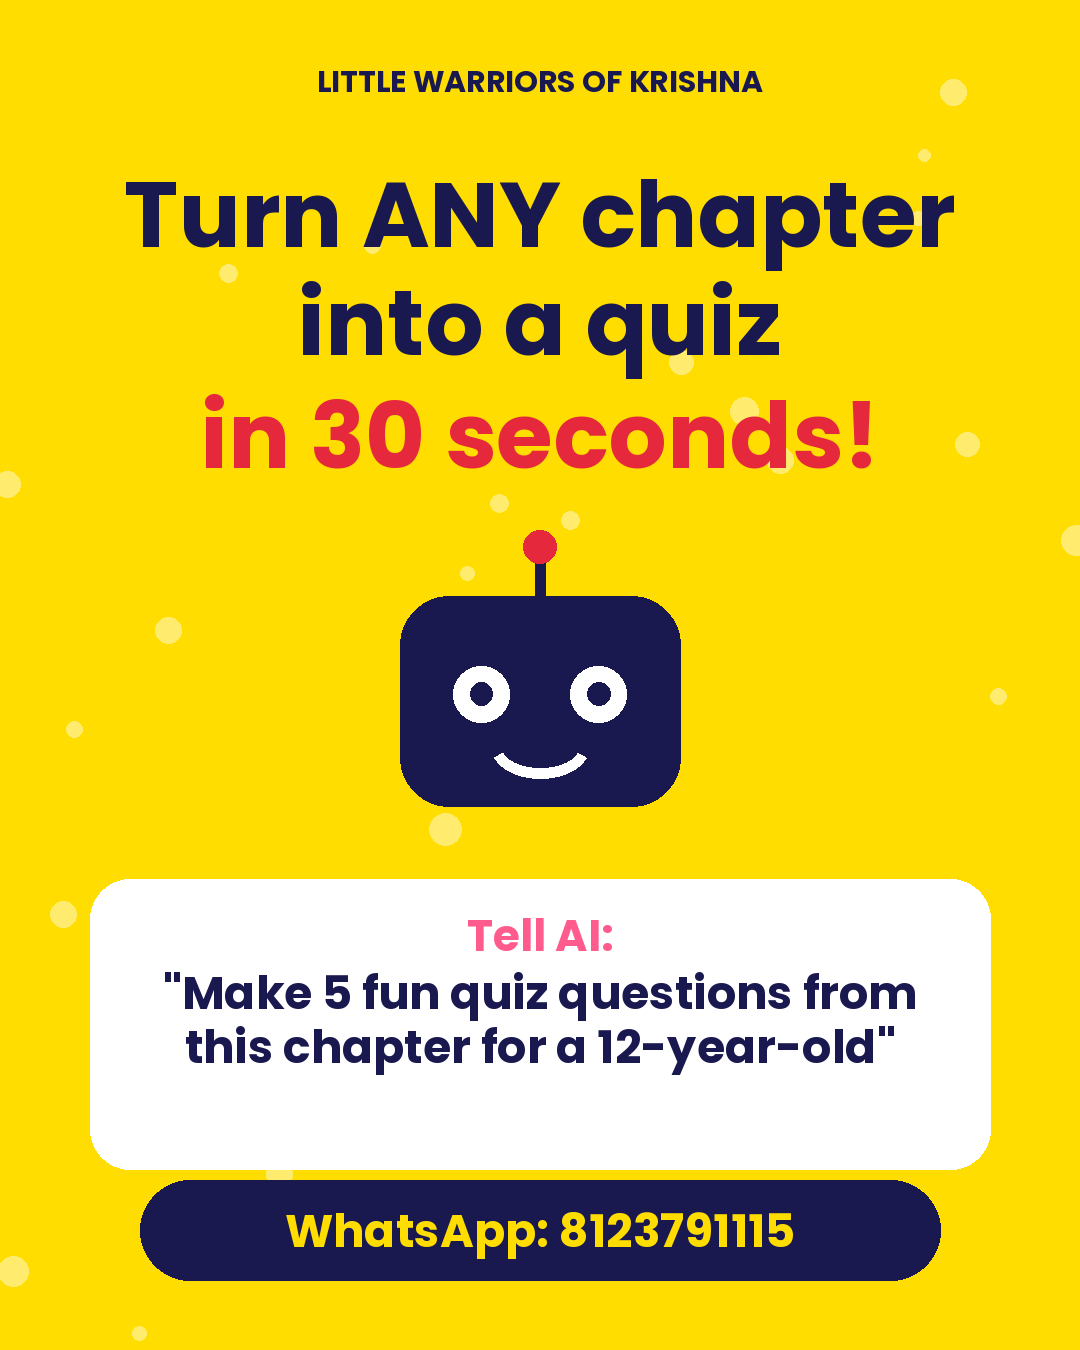 LITTLE WARRIORS OF KRISHNA
Turn ANY chapter
into a quiz
in 30 seconds!
Tell AI:
"Make 5 fun quiz questions from
this chapter for a 12-year-old"
WhatsApp: 8123791115